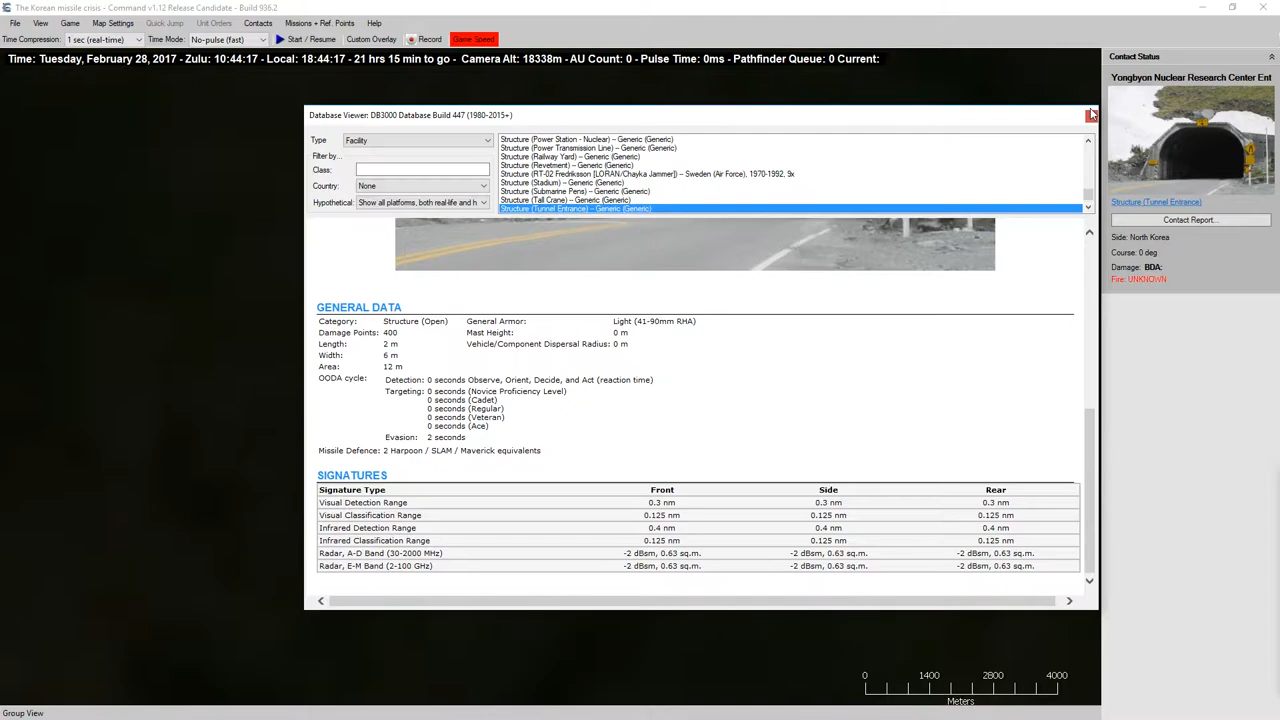 The Korean missile crisis - Command v1.12 Release Candidate - Build 936.2
File View Game Map Settings Quick Jump Unit Orders Contacts Missions + Ref. Points Help
Time Compression: 1 sec (real-time) Time Mode: No-pulse (fast) Start / Resume Custom Overlay Record Game Speed
Time: Tuesday, February 28, 2017 - Zulu: 10:44:17 - Local: 18:44:17 - 21 hrs 15 min to go - Camera Alt: 18338m - AU Count: 0 - Pulse Time: 0ms - Pathfinder Queue: 0 Current:
Contact Status
Yongbyon Nuclear Research Center Ent
Structure (Tunnel Entrance)
Contact Report...
Side: North Korea
Course: 0 deg
Damage: BDA:
Fire: UNKNOWN
Database Viewer: DB3000 Database Build 447 (1980-2015+)
Type Facility
Filter by...
Class:
Country: None
Hypothetical: Show all platforms, both real-life and h
Structure (Power Station - Nuclear) -- Generic (Generic)
Structure (Power Transmission Line) -- Generic (Generic)
Structure (Railway Yard) -- Generic (Generic)
Structure (Revetment) -- Generic (Generic)
Structure (RT-02 Fredriksson [LORAN/Chayka Jammer]) -- Sweden (Air Force), 1970-1992, 9x
Structure (Stadium) -- Generic (Generic)
Structure (Submarine Pens) -- Generic (Generic)
Structure (Tall Crane) -- Generic (Generic)
Structure (Tunnel Entrance) -- Generic (Generic)
GENERAL DATA
Category: Structure (Open) General Armor: Light (41-90mm RHA)
Damage Points: 400 Mast Height: 0 m
Length: 2 m Vehicle/Component Dispersal Radius: 0 m
Width: 6 m
Area: 12 m
OODA cycle: Detection: 0 seconds Observe, Orient, Decide, and Act (reaction time)
Targeting: 0 seconds (Novice Proficiency Level)
0 seconds (Cadet)
0 seconds (Regular)
0 seconds (Veteran)
0 seconds (Ace)
Evasion: 2 seconds
Missile Defence: 2 Harpoon / SLAM / Maverick equivalents
SIGNATURES
Signature Type Front Side Rear
Visual Detection Range 0.3 nm 0.3 nm 0.3 nm
Visual Classification Range 0.125 nm 0.125 nm 0.125 nm
Infrared Detection Range 0.4 nm 0.4 nm 0.4 nm
Infrared Classification Range 0.125 nm 0.125 nm 0.125 nm
Radar, A-D Band (30-2000 MHz) -2 dBsm, 0.63 sq.m. -2 dBsm, 0.63 sq.m. -2 dBsm, 0.63 sq.m.
Radar, E-M Band (2-100 GHz) -2 dBsm, 0.63 sq.m. -2 dBsm, 0.63 sq.m. -2 dBsm, 0.63 sq.m.
0 1400 2800 4000
Meters
Group View